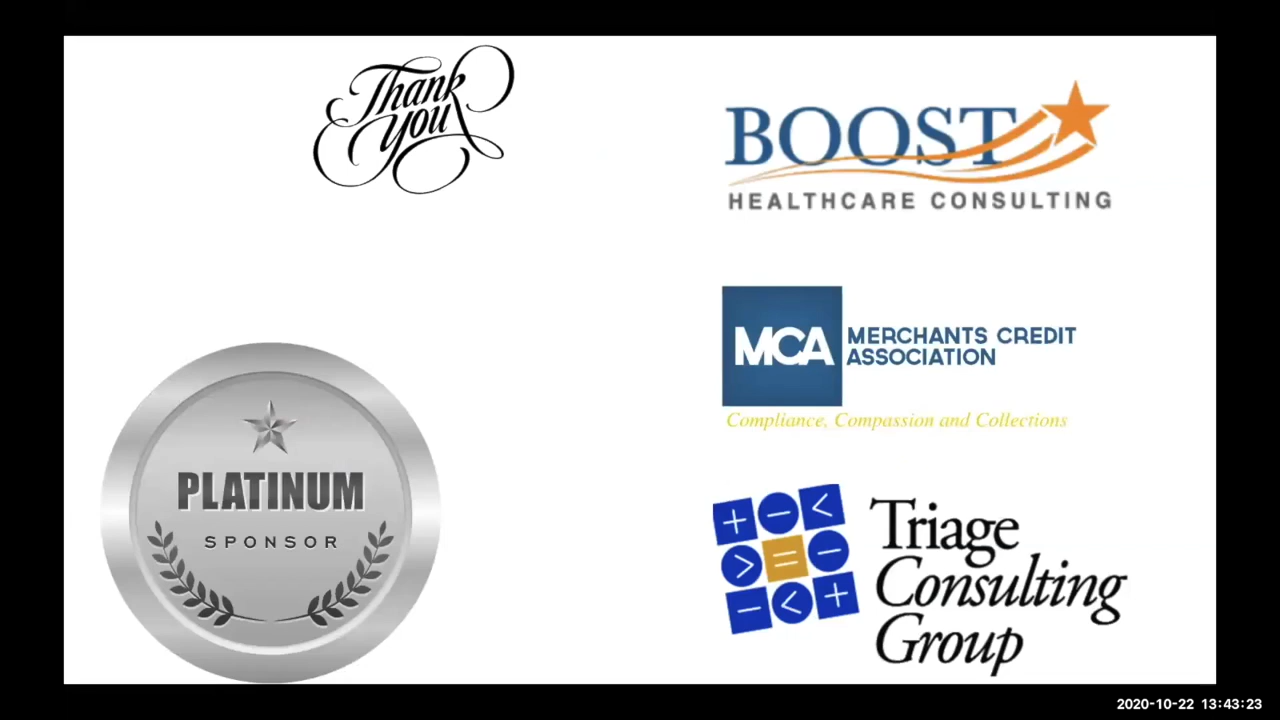 Thank
you
PLATINUM
SPONSOR
BOOST
HEALTHCARE CONSULTING
MCA
MERCHANTS CREDIT
ASSOCIATION
Compliance, Compassion and Collections
+ − <
> = −
− < +
Triage
Consulting
Group
2020-10-22 13:43:23